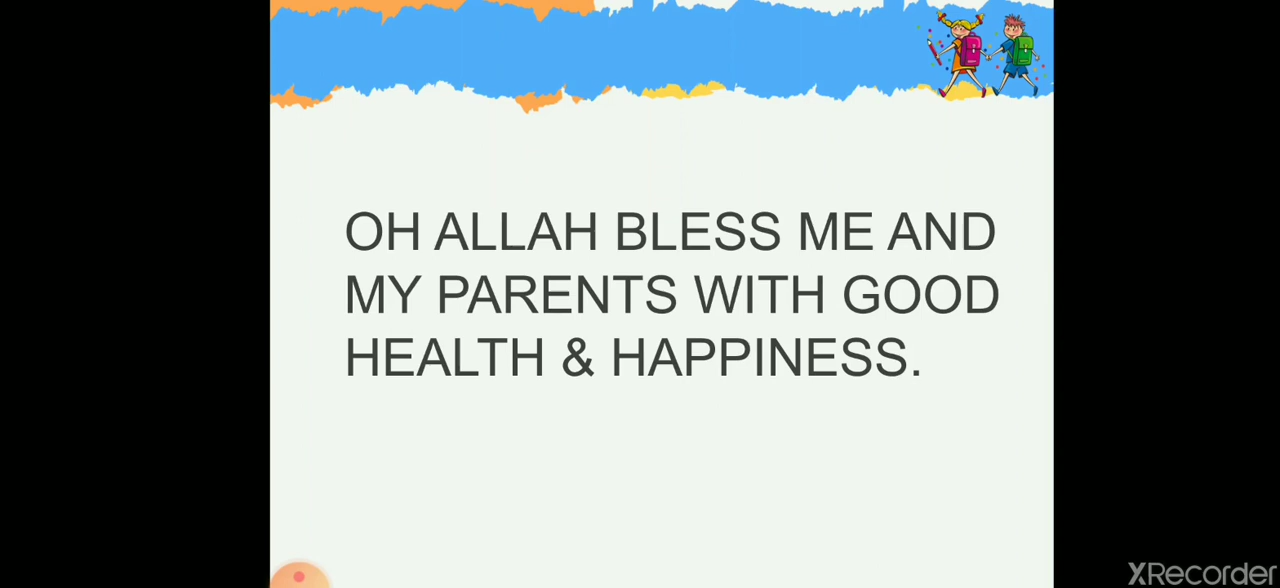 OH ALLAH BLESS ME AND
MY PARENTS WITH GOOD
HEALTH & HAPPINESS.
XRecorder